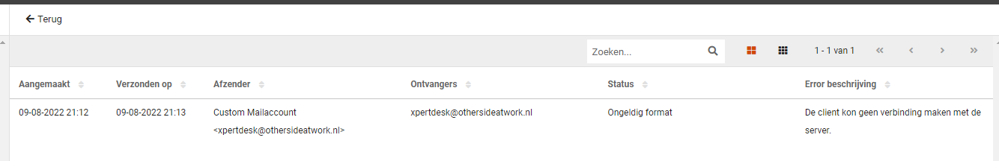 Terug
Zoeken...
1 - 1 van 1
Aangemaakt Verzonden op Afzender Ontvangers Status Error beschrijving
09-08-2022 21:12 09-08-2022 21:13 Custom Mailaccount xpertdesk@othersideatwork.nl Ongeldig format De client kon geen verbinding maken met de
<xpertdesk@othersideatwork.nl> server.